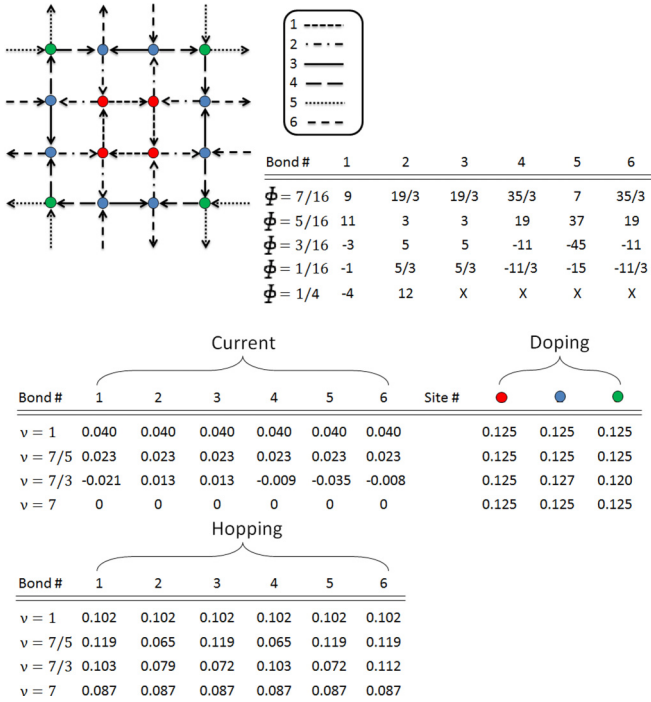 1
2
3
4
5
6
Bond # 1 2 3 4 5 6
Φ = 7/16 9 19/3 19/3 35/3 7 35/3
Φ = 5/16 11 3 3 19 37 19
Φ = 3/16 -3 5 5 -11 -45 -11
Φ = 1/16 -1 5/3 5/3 -11/3 -15 -11/3
Φ = 1/4 -4 12 X X X X
Current Doping
Bond # 1 2 3 4 5 6 Site #
ν = 1 0.040 0.040 0.040 0.040 0.040 0.040 0.125 0.125 0.125
ν = 7/5 0.023 0.023 0.023 0.023 0.023 0.023 0.125 0.125 0.125
ν = 7/3 -0.021 0.013 0.013 -0.009 -0.035 -0.008 0.125 0.127 0.120
ν = 7 0 0 0 0 0 0 0.125 0.125 0.125
Hopping
Bond # 1 2 3 4 5 6
ν = 1 0.102 0.102 0.102 0.102 0.102 0.102
ν = 7/5 0.119 0.065 0.119 0.065 0.119 0.119
ν = 7/3 0.103 0.079 0.072 0.103 0.072 0.112
ν = 7 0.087 0.087 0.087 0.087 0.087 0.087